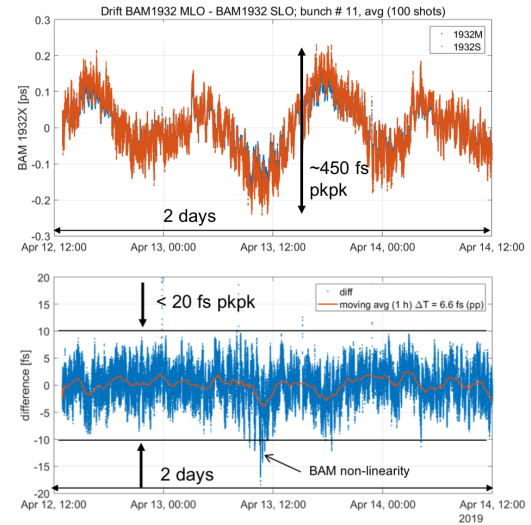 Drift BAM1932 MLO - BAM1932 SLO; bunch # 11, avg (100 shots)
0.3
0.2
0.1
0
-0.1
-0.2
-0.3
BAM 1932X [ps]
1932M
1932S
~450 fs
pkpk
2 days
Apr 12, 12:00
Apr 13, 00:00
Apr 13, 12:00
Apr 14, 00:00
Apr 14, 12:00
20
15
10
5
0
-5
-10
-15
-20
difference [fs]
< 20 fs pkpk
diff
moving avg (1 h) ΔT = 6.6 fs (pp)
BAM non-linearity
2 days
Apr 12, 12:00
Apr 13, 00:00
Apr 13, 12:00
Apr 14, 00:00
Apr 14, 12:00
2019